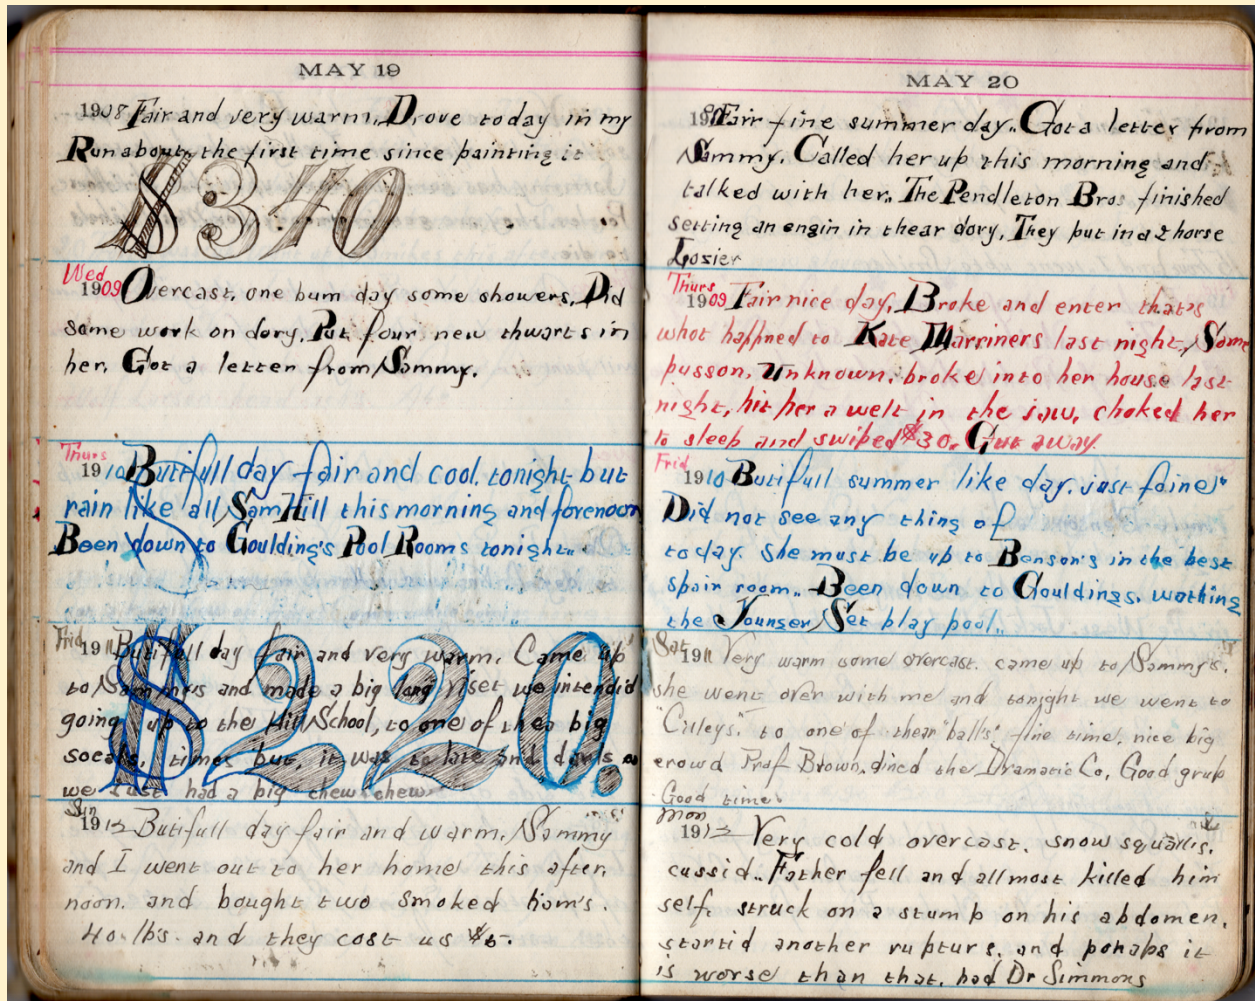 MAY 19
1908 Fair and very warm, Drove today in my
Runabout, the first time since painting it
$340
Wed
1909 Overcast, one bum day some showers, Did
some work on dory, Put four new thwarts in
her, Got a letter from Sammy.
Thurs
1910 Butifull day fair and cool, tonight but
rain like all Sam Hill this morning and forenoon
Been down to Goulding's Pool Rooms tonight..
Frid
1911 Butifull day fair and very warm, Came up
to Sammys and made a big long viset we intendid
going up to the Hill School, to one of thea big
socals, times but, it was to late and dark so
we just had a big chew chew
$220.
Sun
1912 Butifull day fair and warm, Sammy
and I went out to her home this after,
noon, and bought two smoked ham's.
40. lbs. and they cost us $6.
MAY 20
1908 Fairr fine summer day.. Got a letter from
Sammy. Called her up this morning and
talked with her, The Pendleton Bros finished
setting an engin in thear dory, They put in a 2 horse
Lozier
Thurs
1909 Fair nice day, Broke and enter that's
whot happned to Kate Marriners last night, Some
pusson, unknown, broke into her house last
night, hit her a welt in the jaw, choked her
to sleep and swiped $30. Gut away.
Frid
1910 Butifull summer like day, just foine"
Did not see any thing of
today she must be up to Benson's in the best
spair room.. Been down to Gouldings, wathing
the Younser Set play pool..
Sat
1911 Very warm some overcast, came up to Sammy's,
she went over with me and tonight we went to
"Crileys", to one of thear "balls", fine time, nice big
crowd Prof Brown, dincd the Dramatic Co, Good grub
Good time
mon
1912 Very cold overcast, snow squalls,
cussid.. Father fell and allmost killed him
self, struck on a stump on his abdomen,
startid another rupturs, and pohaps it
is worse than that, had Dr Simmons